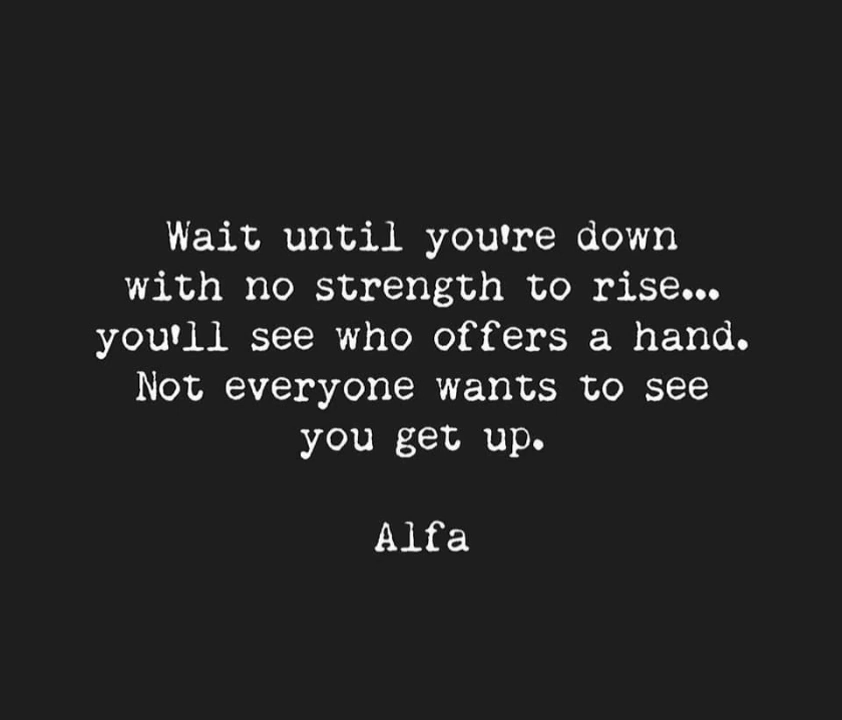 Wait until you're down
with no strength to rise...
you'll see who offers a hand.
Not everyone wants to see
you get up.
Alfa